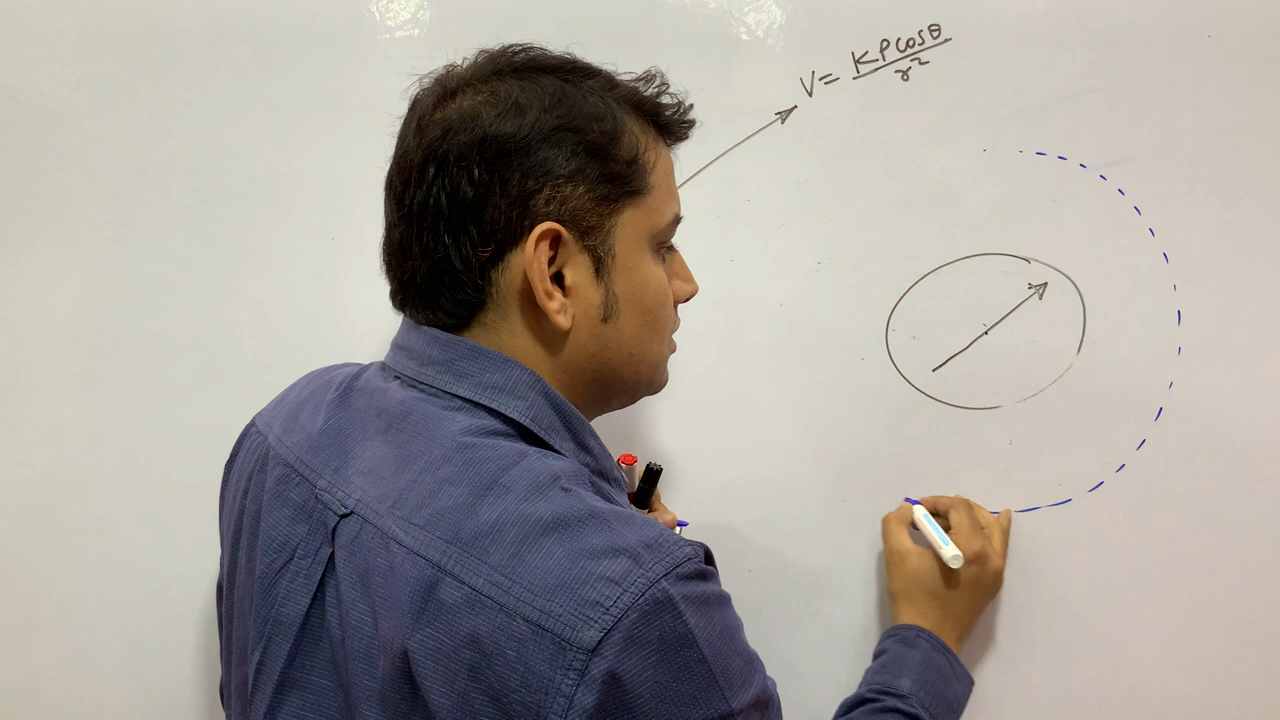 V = KPcosθ / r²